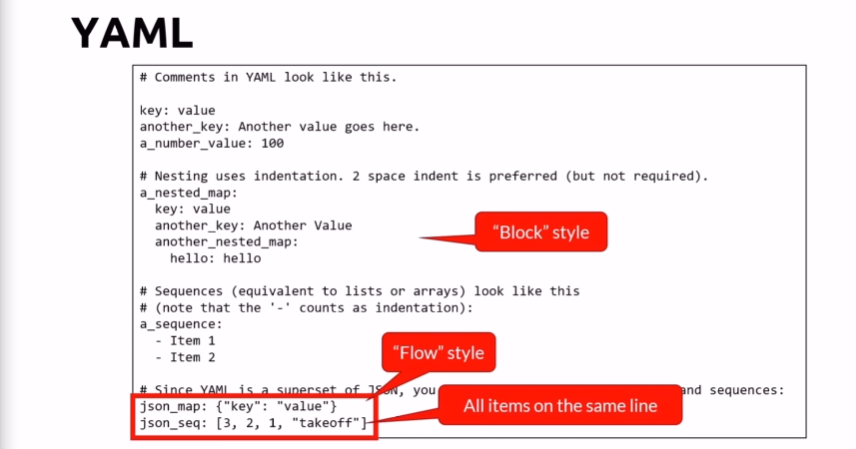 YAML
# Comments in YAML look like this.
key: value
another_key: Another value goes here.
a_number_value: 100
# Nesting uses indentation. 2 space indent is preferred (but not required).
a_nested_map:
  key: value
  another_key: Another Value
  another_nested_map:
    hello: hello
“Block” style
# Sequences (equivalent to lists or arrays) look like this
# (note that the '-' counts as indentation):
a_sequence:
  - Item 1
  - Item 2
“Flow” style
# Since YAML is a superset of JSON, you and sequences:
json_map: {"key": "value"}
json_seq: [3, 2, 1, "takeoff"]
All items on the same line